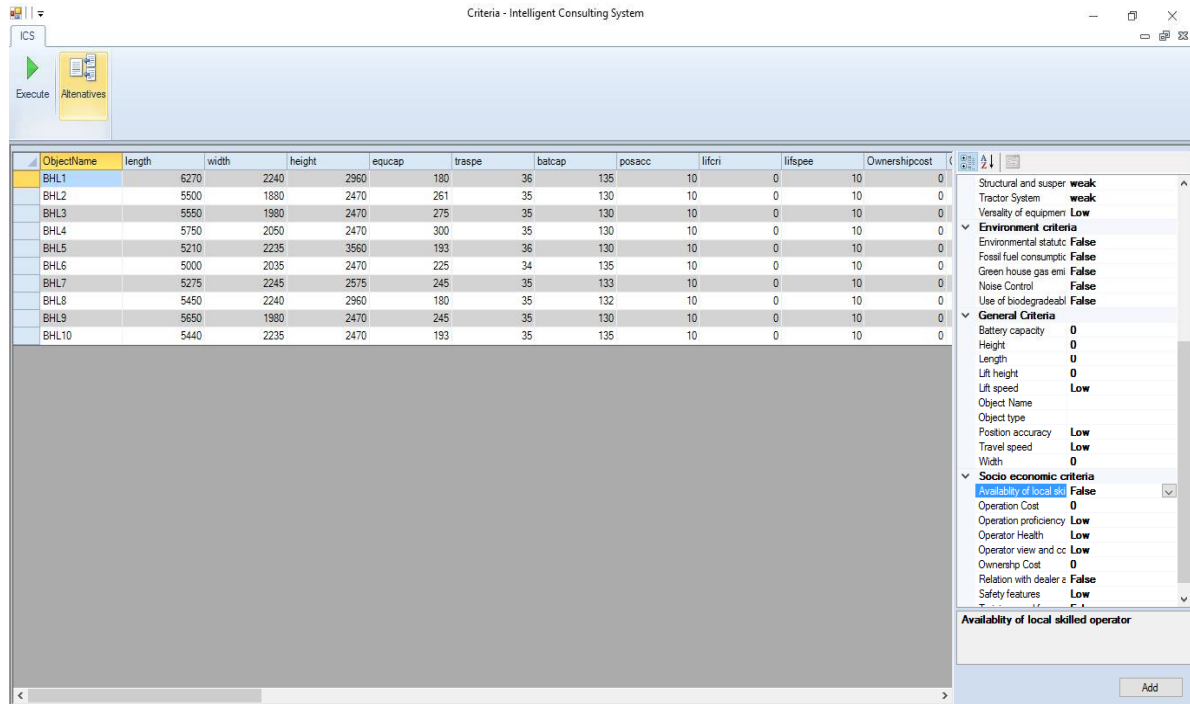 Criteria - Intelligent Consulting System
ICS
Execute Altenatives
ObjectName length width height equcap traspe batcap posacc lifcri lifspee Ownershipcost
BHL1 6270 2240 2960 180 36 135 10 0 10 0
BHL2 5500 1880 2470 261 35 130 10 0 10 0
BHL3 5550 1980 2470 275 35 130 10 0 10 0
BHL4 5750 2050 2470 300 35 130 10 0 10 0
BHL5 5210 2235 3560 193 36 130 10 0 10 0
BHL6 5000 2035 2470 225 34 135 10 0 10 0
BHL7 5275 2245 2575 245 35 133 10 0 10 0
BHL8 5450 2240 2960 180 35 132 10 0 10 0
BHL9 5650 1980 2470 245 35 130 10 0 10 0
BHL10 5440 2235 2470 193 35 135 10 0 10 0
Structural and susper weak
Tractor System weak
Versality of equipmen Low
Environment criteria
Environmental statutc False
Fossil fuel consumptic False
Green house gas emi False
Noise Control False
Use of biodegradeabl False
General Criteria
Battery capacity 0
Height 0
Length 0
Lift height 0
Lift speed Low
Object Name
Object type
Position accuracy Low
Travel speed Low
Width 0
Socio economic criteria
Availablity of local ski False
Operation Cost 0
Operation proficiency Low
Operator Health Low
Operator view and cc Low
Ownershp Cost 0
Relation with dealer a False
Safety features Low
Availablity of local skilled operator
Add